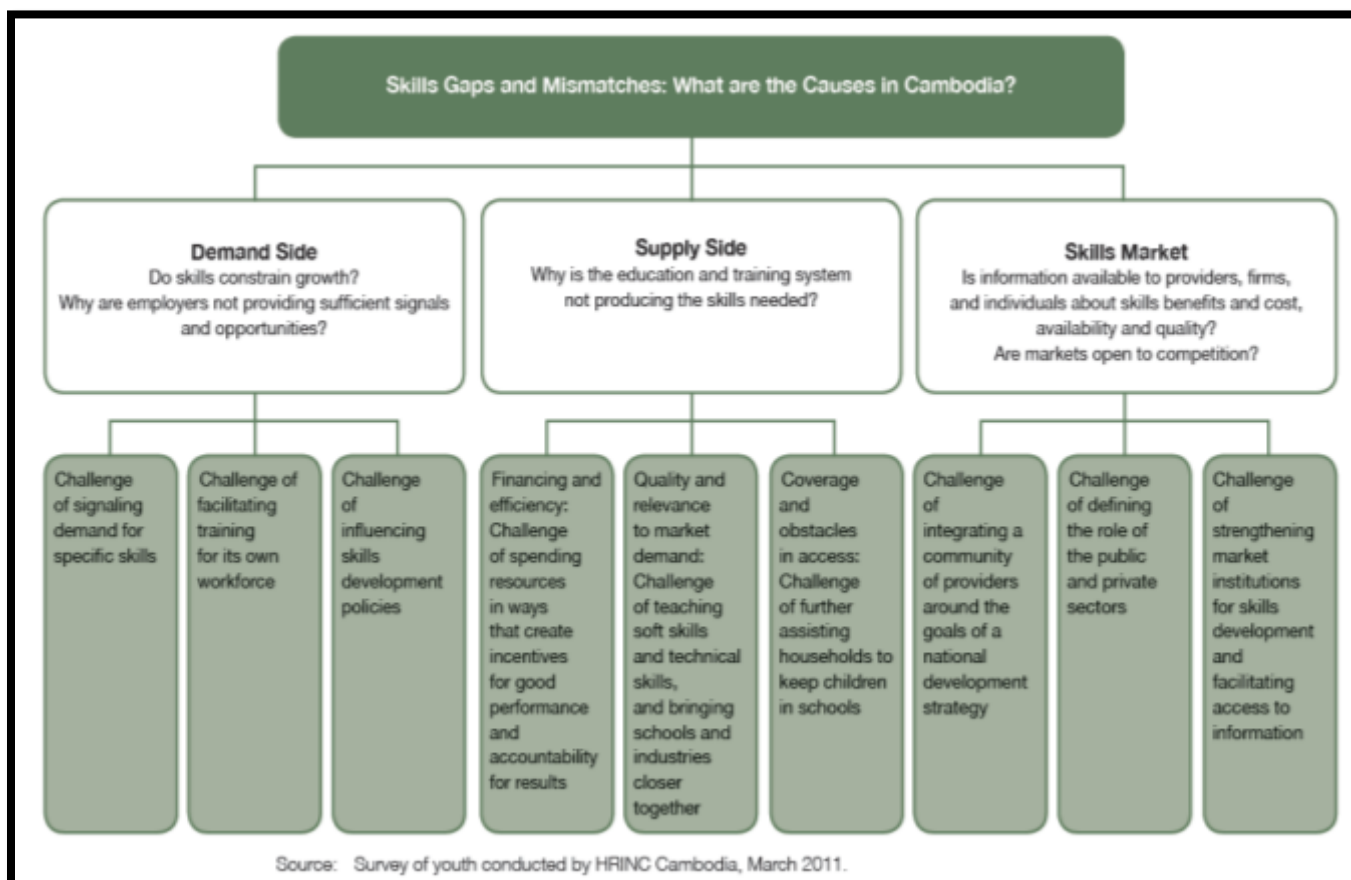 Skills Gaps and Mismatches: What are the Causes in Cambodia?
Demand Side
Do skills constrain growth?
Why are employers not providing sufficient signals
and opportunities?
Supply Side
Why is the education and training system
not producing the skills needed?
Skills Market
Is information available to providers, firms,
and individuals about skills benefits and cost,
availability and quality?
Are markets open to competition?
Challenge
of signaling
demand for
specific skills
Challenge of
facilitating
training
for its own
workforce
Challenge
of
influencing
skills
development
policies
Financing and
efficiency:
Challenge
of spending
resources
in ways
that create
incentives
for good
performance
and
accountability
for results
Quality and
relevance
to market
demand:
Challenge
of teaching
soft skills
and technical
skills,
and bringing
schools and
industries
closer
together
Coverage
and
obstacles
in access:
Challenge
of further
assisting
households to
keep children
in schools
Challenge
of
integrating a
community
of providers
around the
goals of a
national
development
strategy
Challenge
of defining
the role of
the public
and private
sectors
Challenge
of
strengthening
market
institutions
for skills
development
and
facilitating
access to
information
Source: Survey of youth conducted by HRINC Cambodia, March 2011.